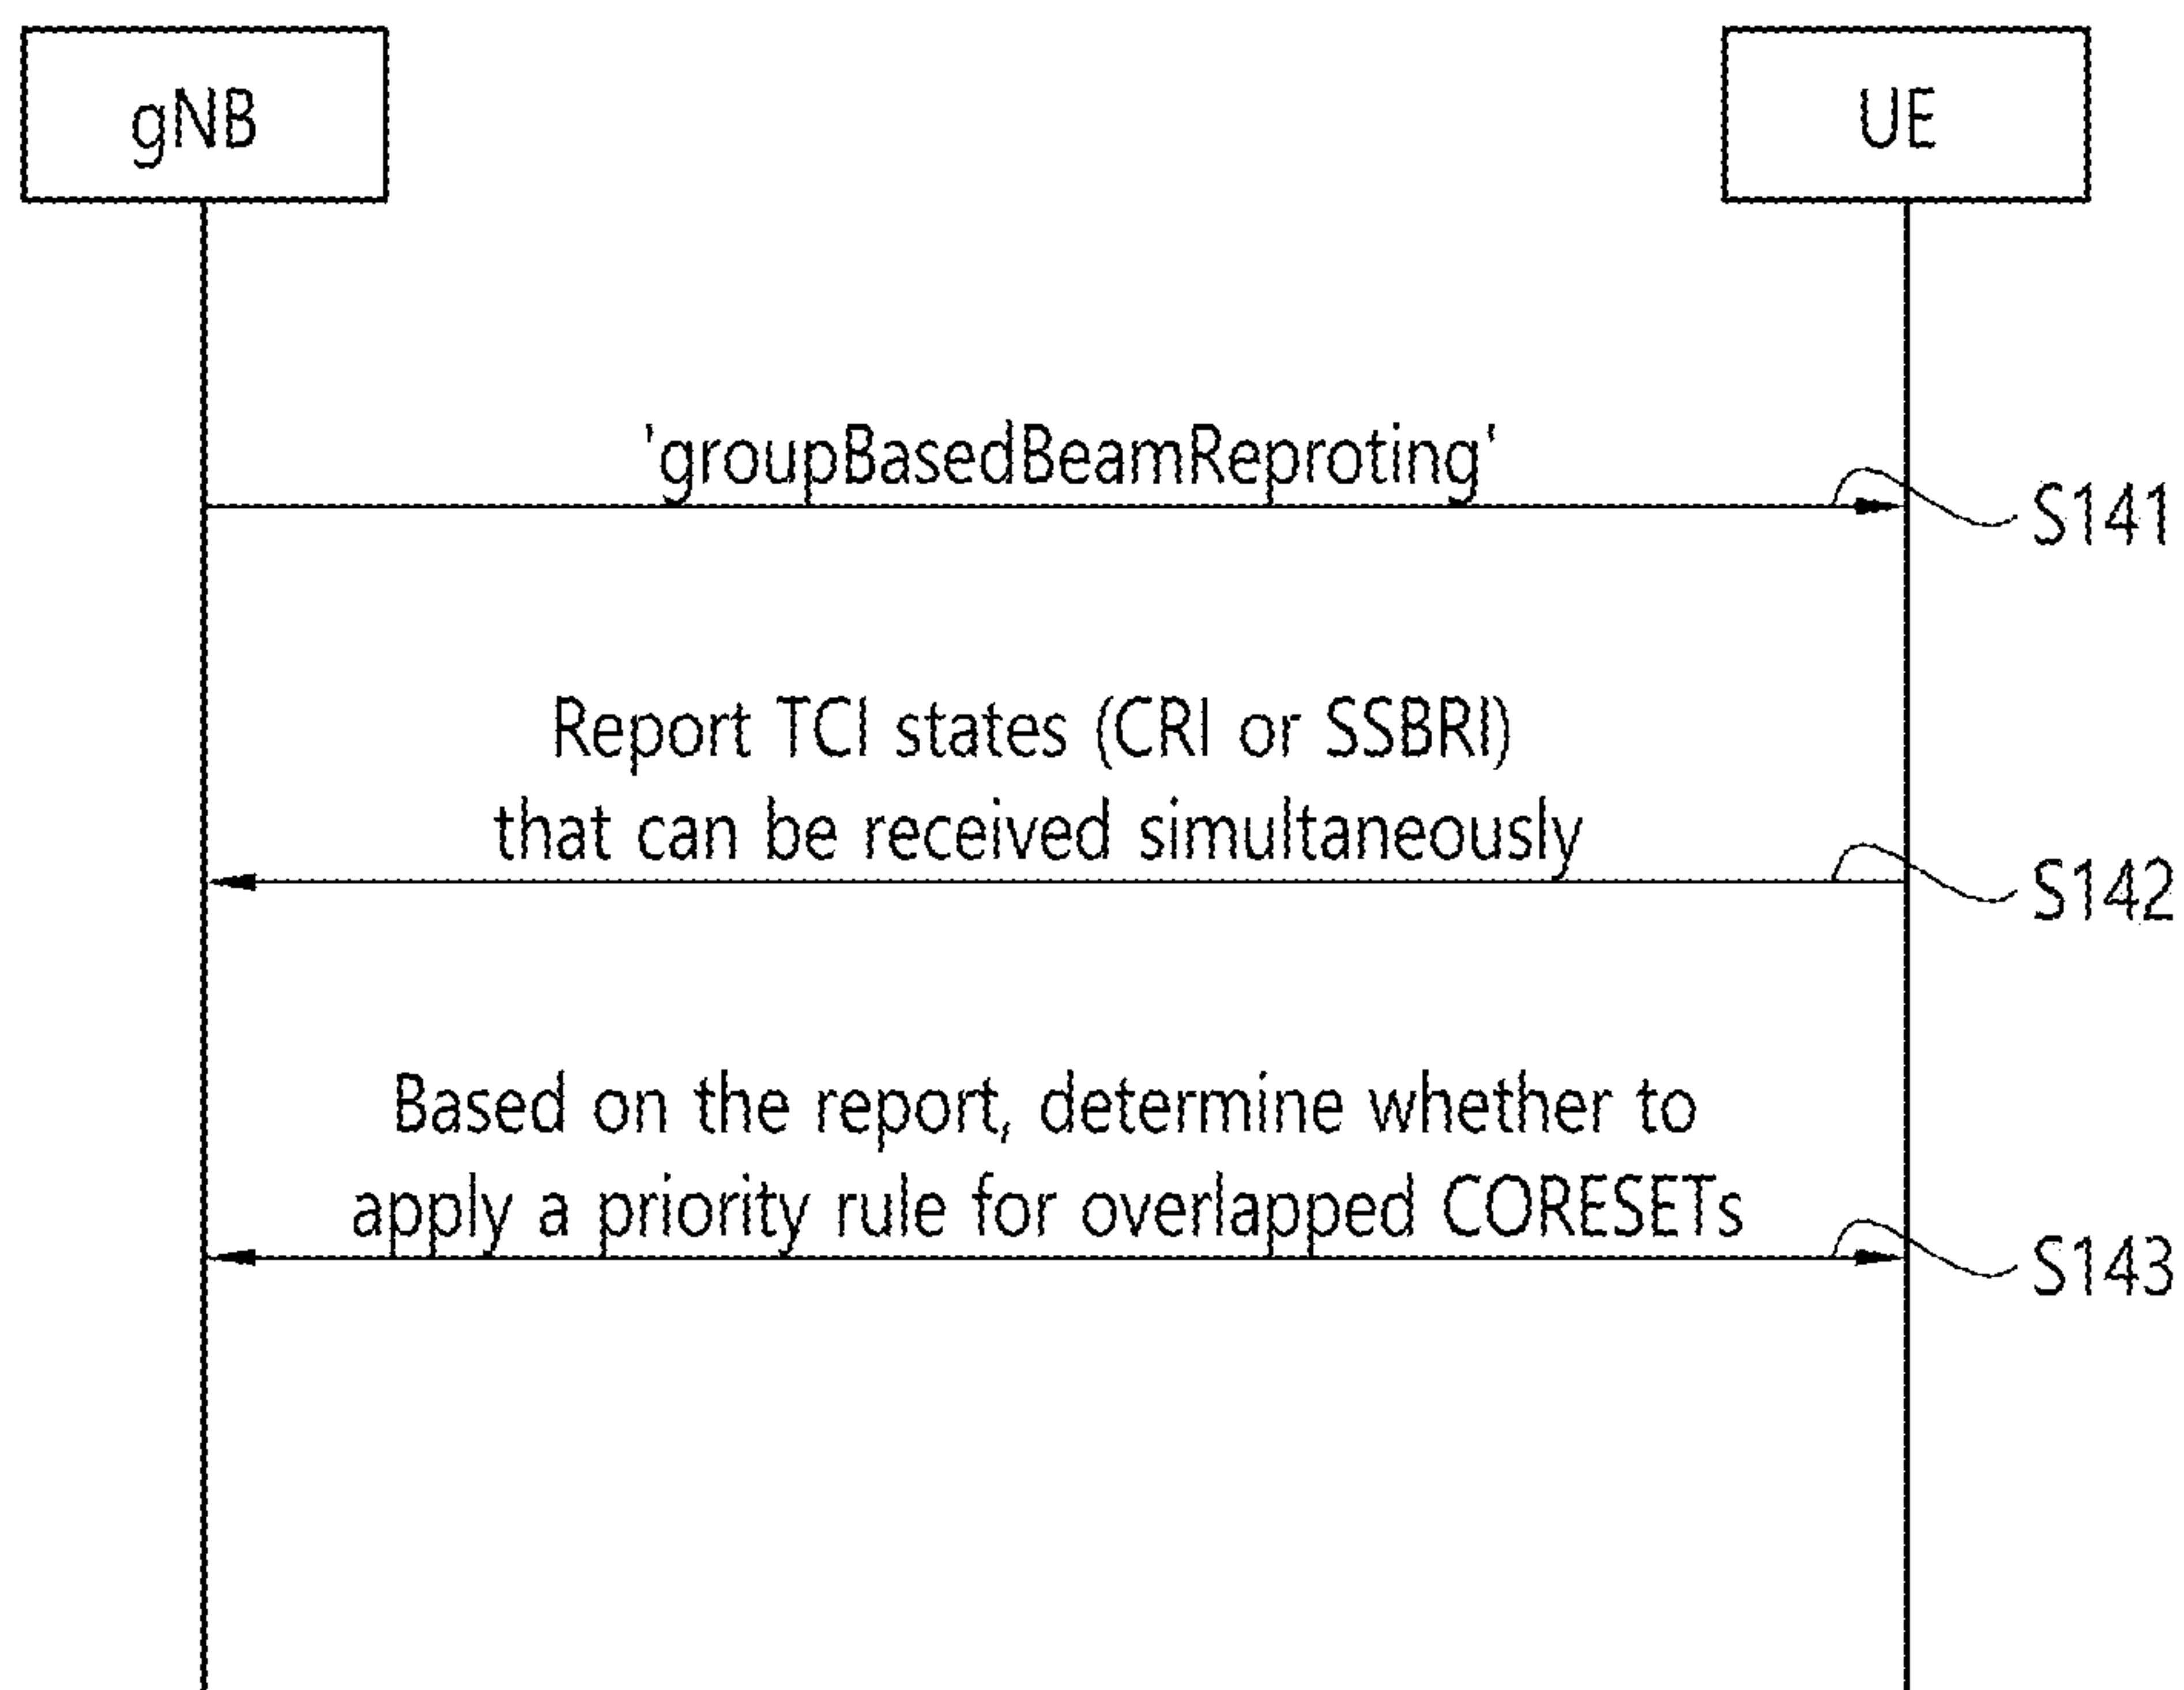 gNB
UE
'groupBasedBeamReproting'
S141
Report TCI states (CRI or SSBRI)
that can be received simultaneously
S142
Based on the report, determine whether to
apply a priority rule for overlapped CORESETs
S143